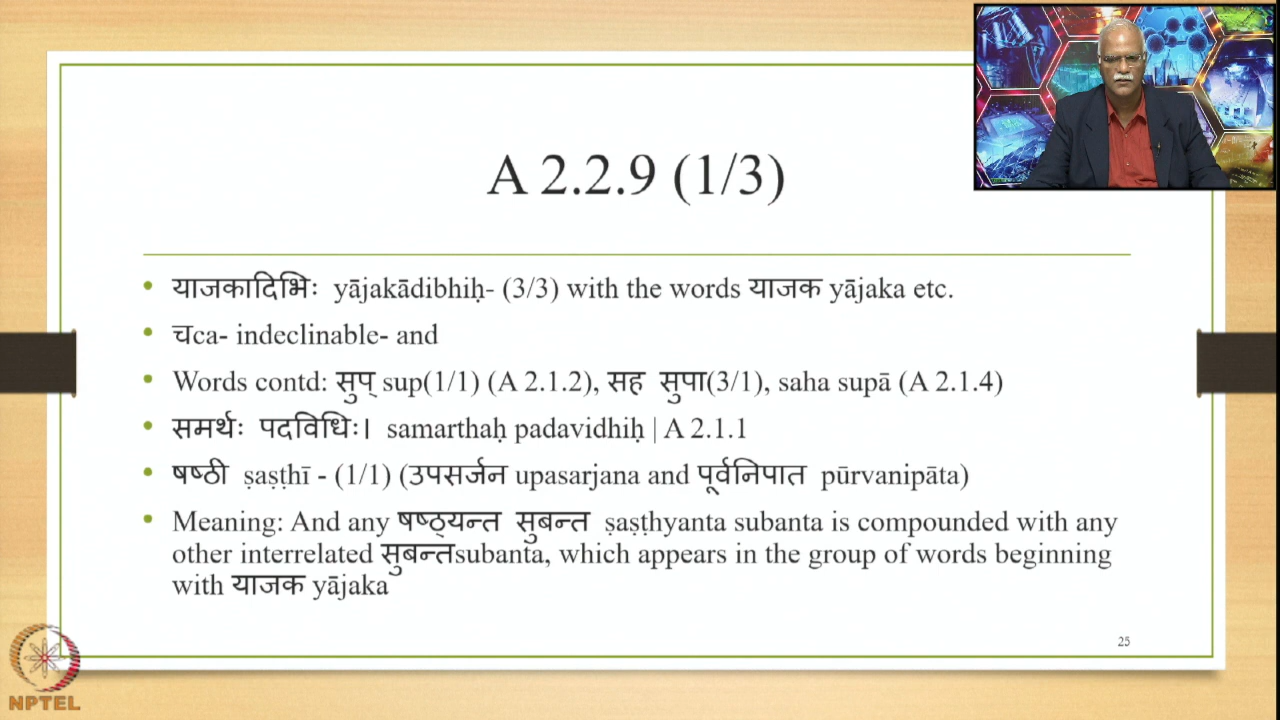 A 2.2.9 (1/3)
• याजकादिभिः yājakādibhiḥ- (3/3) with the words याजक yājaka etc.
• चca- indeclinable- and
• Words contd: सुप् sup(1/1) (A 2.1.2), सह सुपा(3/1), saha supā (A 2.1.4)
• समर्थः पदविधिः। samarthaḥ padavidhiḥ | A 2.1.1
• षष्ठी ṣaṣṭhī - (1/1) (उपसर्जन upasarjana and पूर्वनिपात pūrvanipāta)
• Meaning: And any षष्ठ्यन्त सुबन्त ṣaṣṭhyanta subanta is compounded with any
other interrelated सुबन्तsubanta, which appears in the group of words beginning
with याजक yājaka
25
NPTEL